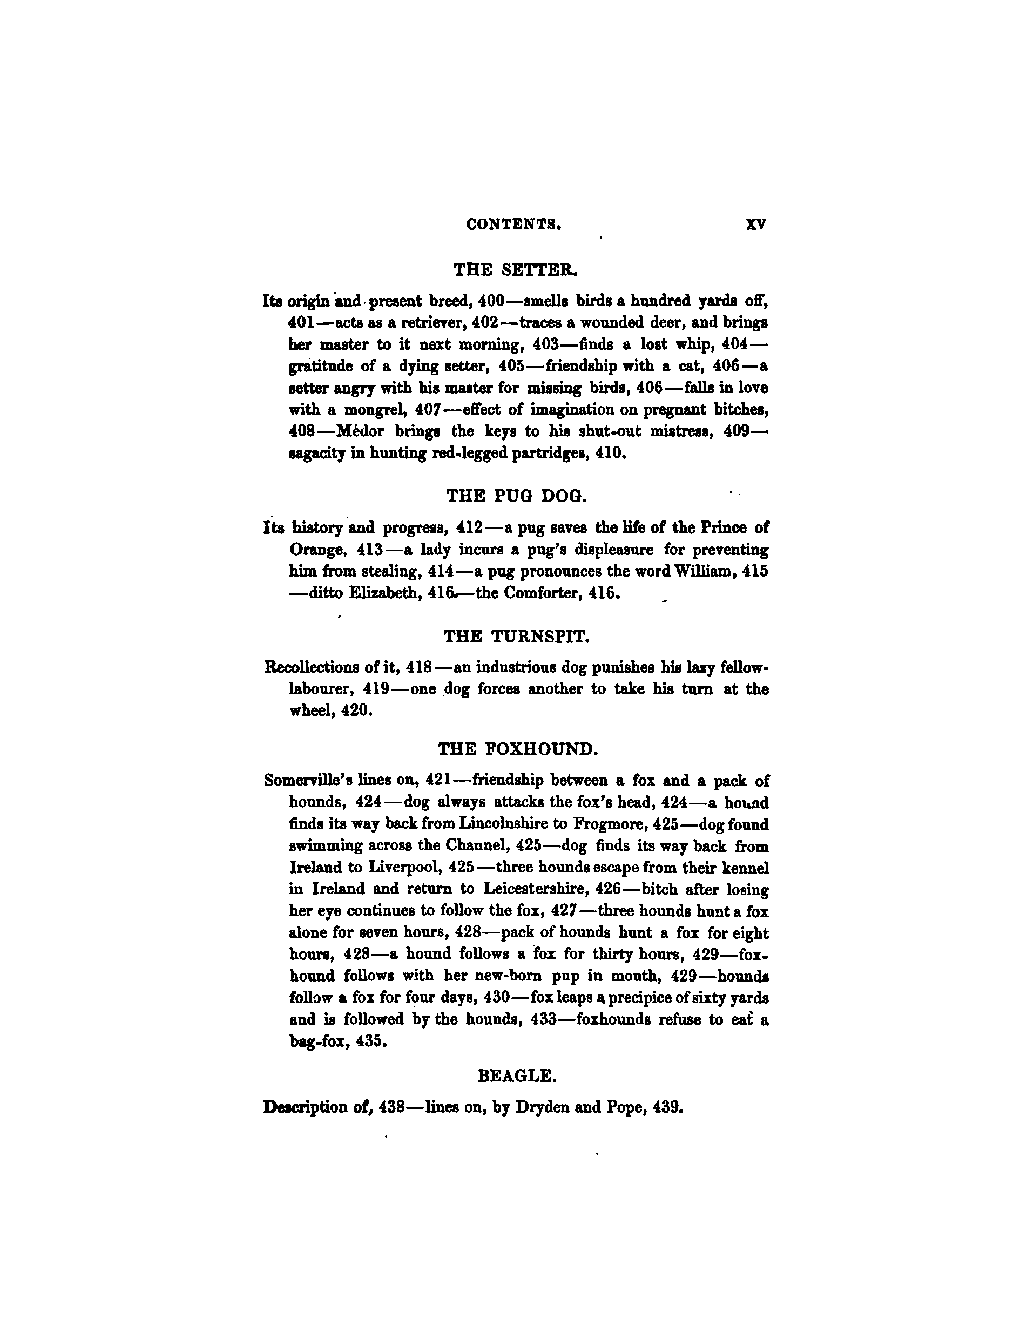 CONTENTS. XV
THE SETTER.
Its origin and present breed, 400—smells birds a hundred yards off,
401—acts as a retriever, 402—traces a wounded deer, and brings
her master to it next morning, 403—finds a lost whip, 404—
gratitude of a dying setter, 405—friendship with a cat, 406—a
setter angry with his master for missing birds, 406—falls in love
with a mongrel, 407—effect of imagination on pregnant bitches,
408—Médor brings the keys to his shut-out mistress, 409—
sagacity in hunting red-legged partridges, 410.
THE PUG DOG.
Its history and progress, 412—a pug saves the life of the Prince of
Orange, 413—a lady incurs a pug's displeasure for preventing
him from stealing, 414—a pug pronounces the word William, 415
—ditto Elizabeth, 416.—the Comforter, 416.
THE TURNSPIT.
Recollections of it, 418—an industrious dog punishes his lazy fellow-
labourer, 419—one dog forces another to take his turn at the
wheel, 420.
THE FOXHOUND.
Somerville's lines on, 421—friendship between a fox and a pack of
hounds, 424—dog always attacks the fox's head, 424—a hound
finds its way back from Lincolnshire to Frogmore, 425—dog found
swimming across the Channel, 425—dog finds its way back from
Ireland to Liverpool, 425—three hounds escape from their kennel
in Ireland and return to Leicestershire, 426—bitch after losing
her eye continues to follow the fox, 427—three hounds hunt a fox
alone for seven hours, 428—pack of hounds hunt a fox for eight
hours, 428—a hound follows a fox for thirty hours, 429—fox-
hound follows with her new-born pup in mouth, 429—hounds
follow a fox for four days, 430—fox leaps a precipice of sixty yards
and is followed by the hounds, 433—foxhounds refuse to eat a
bag-fox, 435.
BEAGLE.
Description of, 438—lines on, by Dryden and Pope, 439.